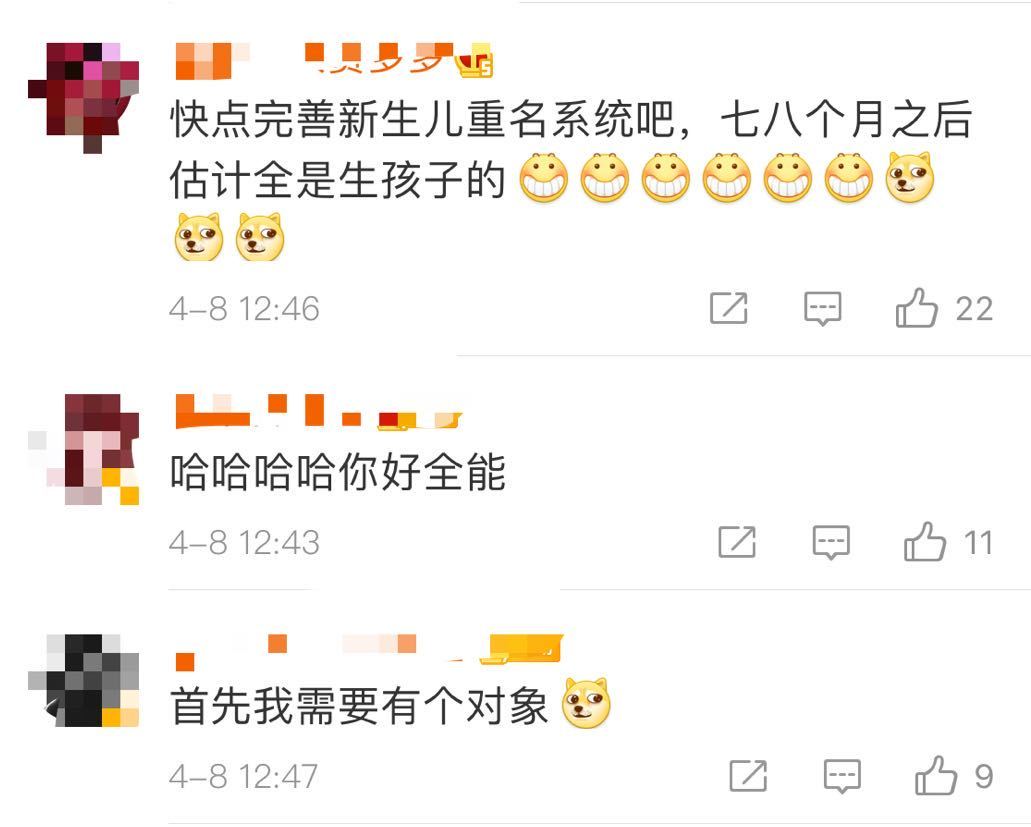 快点完善新生儿重名系统吧，七八个月之后
估计全是生孩子的
4-8 12:46
22
哈哈哈哈你好全能
4-8 12:43
11
首先我需要有个对象
4-8 12:47
9